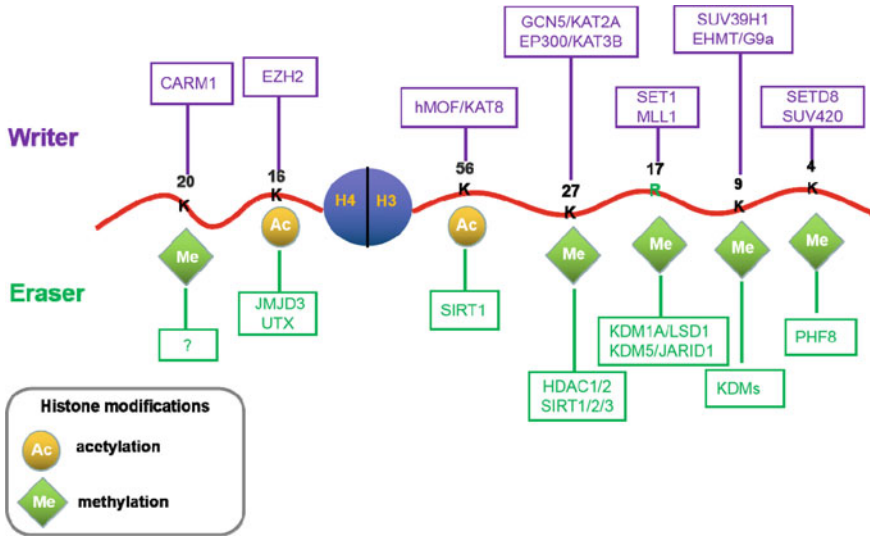 GCN5/KAT2A
EP300/KAT3B
SUV39H1
EHMT/G9a
CARM1
EZH2
hMOF/KAT8
SET1
MLL1
SETD8
SUV420
Writer
20
K
16
K
H4
H3
56
K
27
K
17
R
9
K
4
K
Me
Ac
Ac
Me
Me
Me
Me
Eraser
?
JMJD3
UTX
SIRT1
HDAC1/2
SIRT1/2/3
KDM1A/LSD1
KDM5/JARID1
KDMs
PHF8
Histone modifications
Ac
acetylation
Me
methylation